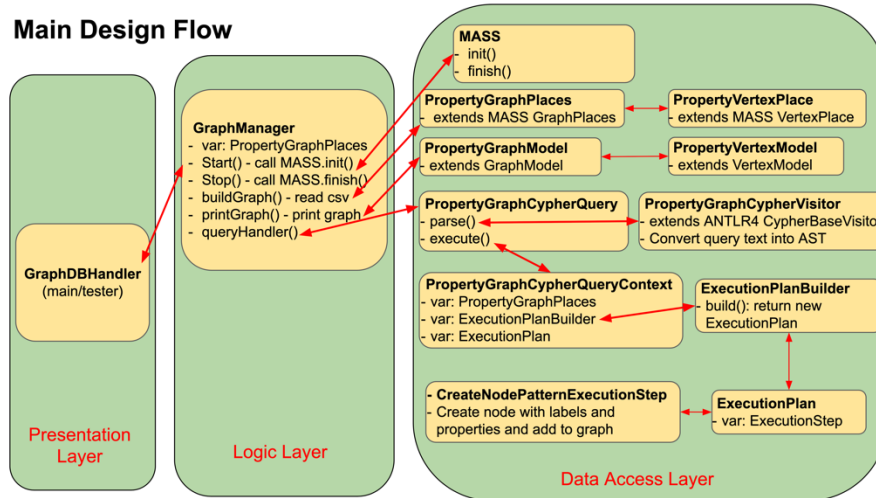 Main Design Flow
GraphDBHandler
(main/tester)
Presentation
Layer
GraphManager
- var: PropertyGraphPlaces
- Start() - call MASS.init()
- Stop() - call MASS.finish()
- buildGraph() - read csv
- printGraph() - print graph
- queryHandler()
Logic Layer
MASS
- init()
- finish()
PropertyGraphPlaces
- extends MASS GraphPlaces
PropertyVertexPlace
- extends MASS VertexPlace
PropertyGraphModel
- extends GraphModel
PropertyVertexModel
- extends VertexModel
PropertyGraphCypherQuery
- parse()
- execute()
PropertyGraphCypherVisitor
- extends ANTLR4 CypherBaseVisito
- Convert query text into AST
PropertyGraphCypherQueryContext
- var: PropertyGraphPlaces
- var: ExecutionPlanBuilder
- var: ExecutionPlan
ExecutionPlanBuilder
- build(): return new
ExecutionPlan
- CreateNodePatternExecutionStep
- Create node with labels and
properties and add to graph
ExecutionPlan
- var: ExecutionStep
Data Access Layer